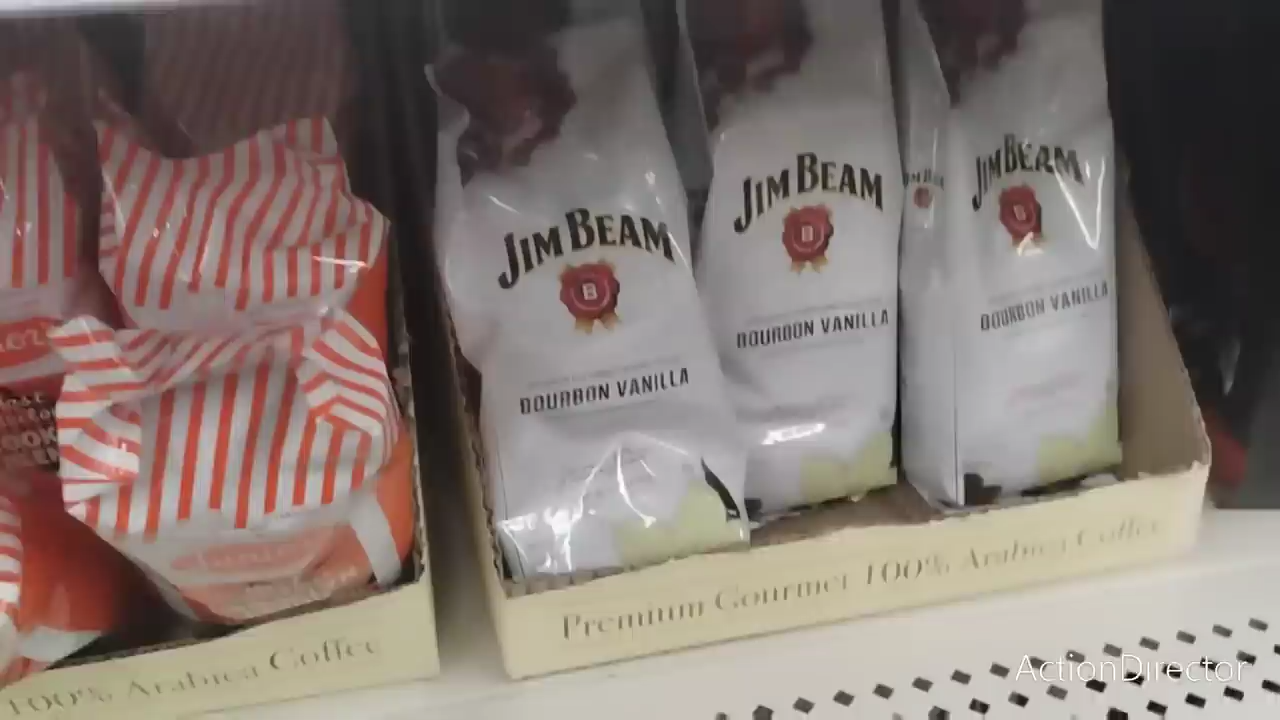 JIM BEAM
B
BOURBON VANILLA
JIM BEAM
B
BOURBON VANILLA
JIM BEAM
B
BOURBON VANILLA
Premium Gourmet 100% Arabica Coffee
100% Arabica Coffee
ActionDirector